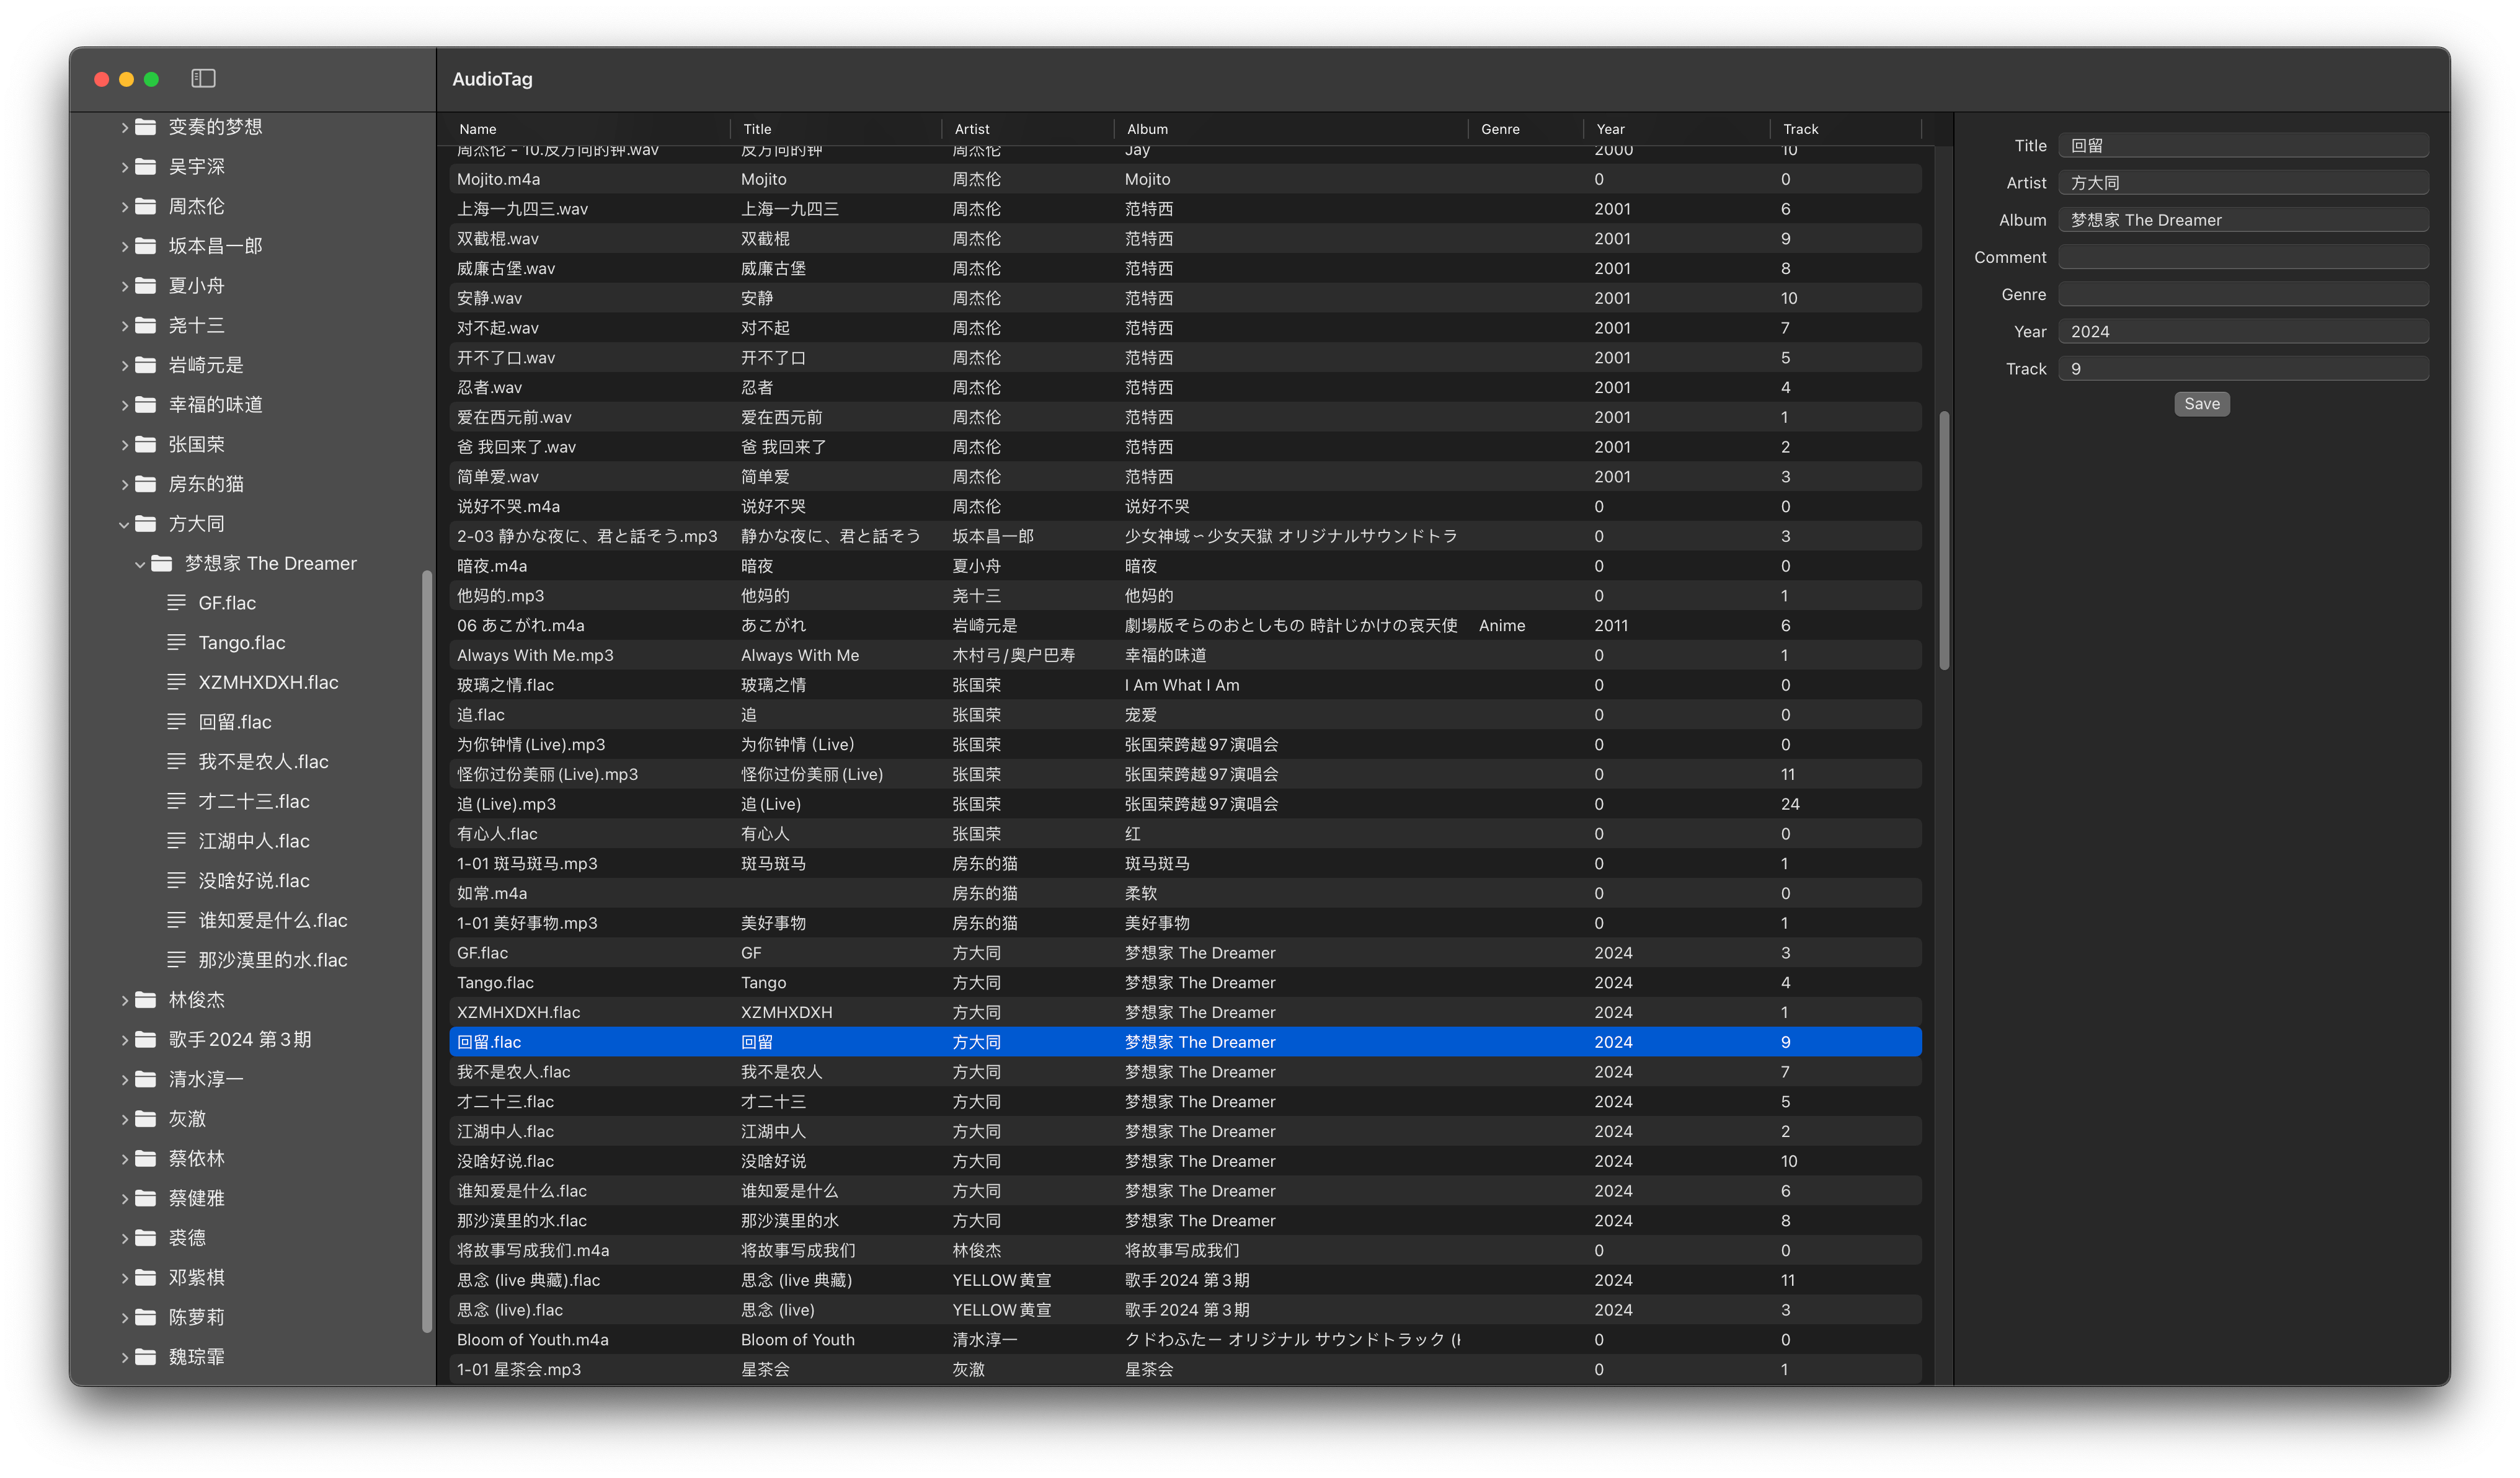 AudioTag
变奏的梦想
吴宇深
周杰伦
坂本昌一郎
夏小舟
尧十三
岩崎元是
幸福的味道
张国荣
房东的猫
方大同
梦想家 The Dreamer
GF.flac
Tango.flac
XZMHXDXH.flac
回留.flac
我不是农人.flac
才二十三.flac
江湖中人.flac
没啥好说.flac
谁知爱是什么.flac
那沙漠里的水.flac
林俊杰
歌手2024 第3期
清水淳一
灰澈
蔡依林
蔡健雅
裘德
邓紫棋
陈萝莉
魏琮霏
Name Title Artist Album Genre Year Track
周杰伦 - 10.反方向的钟.wav 反方向的钟 周杰伦 Jay 2000 10
Mojito.m4a Mojito 周杰伦 Mojito 0 0
上海一九四三.wav 上海一九四三 周杰伦 范特西 2001 6
双截棍.wav 双截棍 周杰伦 范特西 2001 9
威廉古堡.wav 威廉古堡 周杰伦 范特西 2001 8
安静.wav 安静 周杰伦 范特西 2001 10
对不起.wav 对不起 周杰伦 范特西 2001 7
开不了口.wav 开不了口 周杰伦 范特西 2001 5
忍者.wav 忍者 周杰伦 范特西 2001 4
爱在西元前.wav 爱在西元前 周杰伦 范特西 2001 1
爸 我回来了.wav 爸 我回来了 周杰伦 范特西 2001 2
简单爱.wav 简单爱 周杰伦 范特西 2001 3
说好不哭.m4a 说好不哭 周杰伦 说好不哭 0 0
2-03 静かな夜に、君と話そう.mp3 静かな夜に、君と話そう 坂本昌一郎 少女神域∽少女天獄 オリジナルサウンドトラ 0 3
暗夜.m4a 暗夜 夏小舟 暗夜 0 0
他妈的.mp3 他妈的 尧十三 他妈的 0 1
06 あこがれ.m4a あこがれ 岩崎元是 劇場版そらのおとしもの 時計じかけの哀天使 Anime 2011 6
Always With Me.mp3 Always With Me 木村弓/奥户巴寿 幸福的味道 0 1
玻璃之情.flac 玻璃之情 张国荣 I Am What I Am 0 0
追.flac 追 张国荣 宠爱 0 0
为你钟情(Live).mp3 为你钟情 (Live) 张国荣 张国荣跨越97演唱会 0 0
怪你过份美丽(Live).mp3 怪你过份美丽(Live) 张国荣 张国荣跨越97演唱会 0 11
追(Live).mp3 追(Live) 张国荣 张国荣跨越97演唱会 0 24
有心人.flac 有心人 张国荣 红 0 0
1-01 斑马斑马.mp3 斑马斑马 房东的猫 斑马斑马 0 1
如常.m4a 房东的猫 柔软 0 0
1-01 美好事物.mp3 美好事物 房东的猫 美好事物 0 1
GF.flac GF 方大同 梦想家 The Dreamer 2024 3
Tango.flac Tango 方大同 梦想家 The Dreamer 2024 4
XZMHXDXH.flac XZMHXDXH 方大同 梦想家 The Dreamer 2024 1
回留.flac 回留 方大同 梦想家 The Dreamer 2024 9
我不是农人.flac 我不是农人 方大同 梦想家 The Dreamer 2024 7
才二十三.flac 才二十三 方大同 梦想家 The Dreamer 2024 5
江湖中人.flac 江湖中人 方大同 梦想家 The Dreamer 2024 2
没啥好说.flac 没啥好说 方大同 梦想家 The Dreamer 2024 10
谁知爱是什么.flac 谁知爱是什么 方大同 梦想家 The Dreamer 2024 6
那沙漠里的水.flac 那沙漠里的水 方大同 梦想家 The Dreamer 2024 8
将故事写成我们.m4a 将故事写成我们 林俊杰 将故事写成我们 0 0
思念 (live 典藏).flac 思念 (live 典藏) YELLOW黄宣 歌手2024 第3期 2024 11
思念 (live).flac 思念 (live) YELLOW黄宣 歌手2024 第3期 2024 3
Bloom of Youth.m4a Bloom of Youth 清水淳一 クドわふたー オリジナル サウンドトラック ( 0 0
1-01 星茶会.mp3 星茶会 灰澈 星茶会 0 1
Title 回留
Artist 方大同
Album 梦想家 The Dreamer
Comment
Genre
Year 2024
Track 9
Save